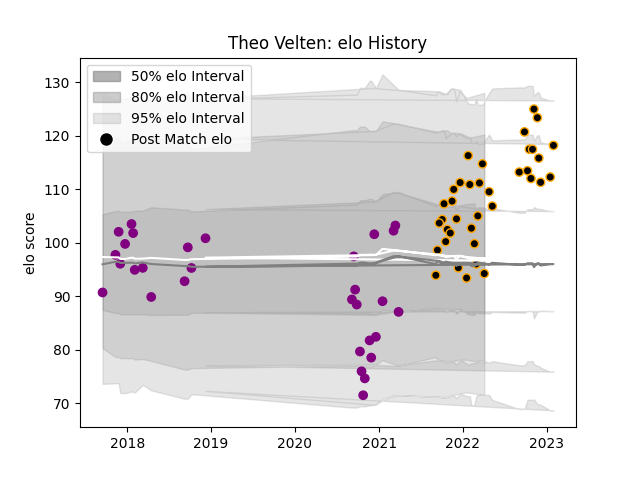 Theo Velten: elo History
50% elo Interval
80% elo Interval
95% elo Interval
Post Match elo
elo score
130
120
110
100
90
80
70
2018 2019 2020 2021 2022 2023